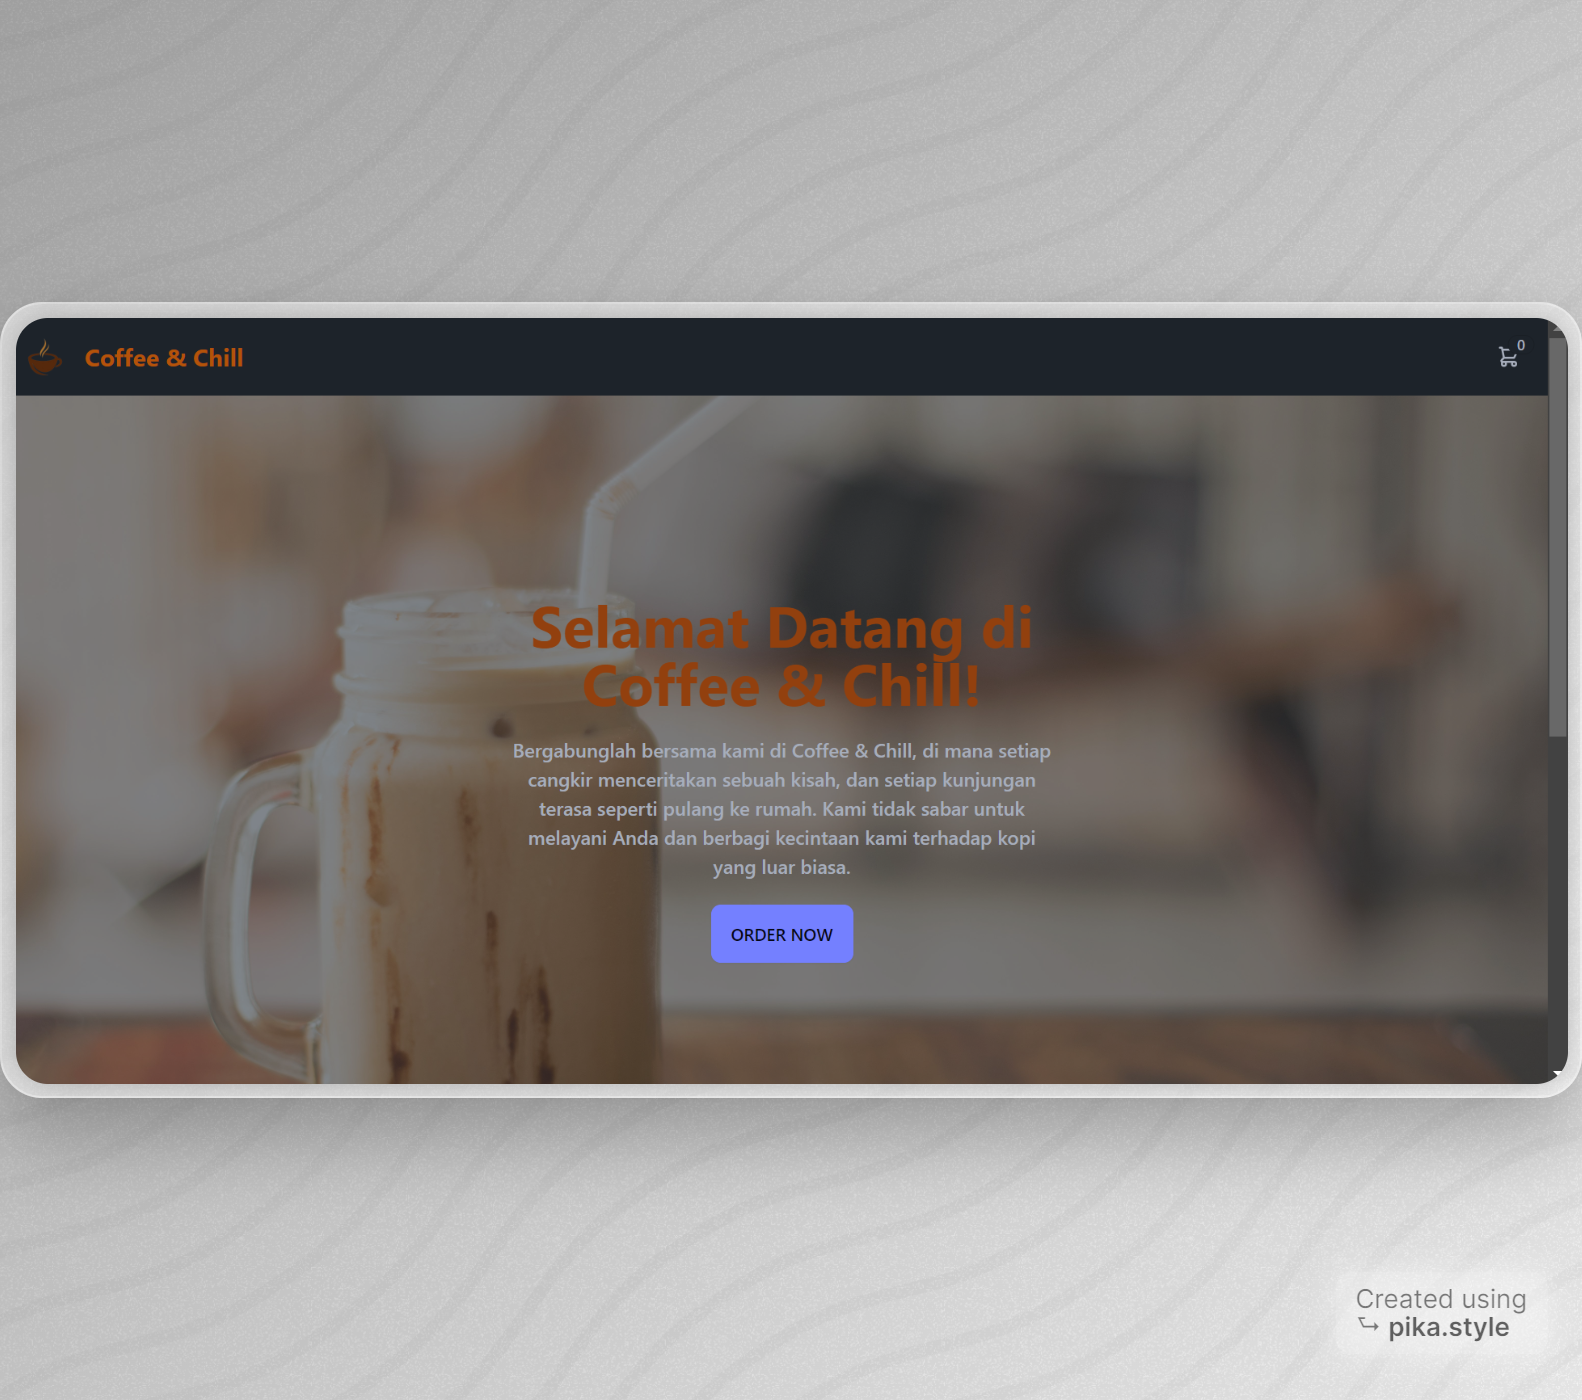 Coffee & Chill
0
Selamat Datang di
Coffee & Chill!
Bergabunglah bersama kami di Coffee & Chill, di mana setiap
cangkir menceritakan sebuah kisah, dan setiap kunjungan
terasa seperti pulang ke rumah. Kami tidak sabar untuk
melayani Anda dan berbagi kecintaan kami terhadap kopi
yang luar biasa.
ORDER NOW
Created using
pika.style